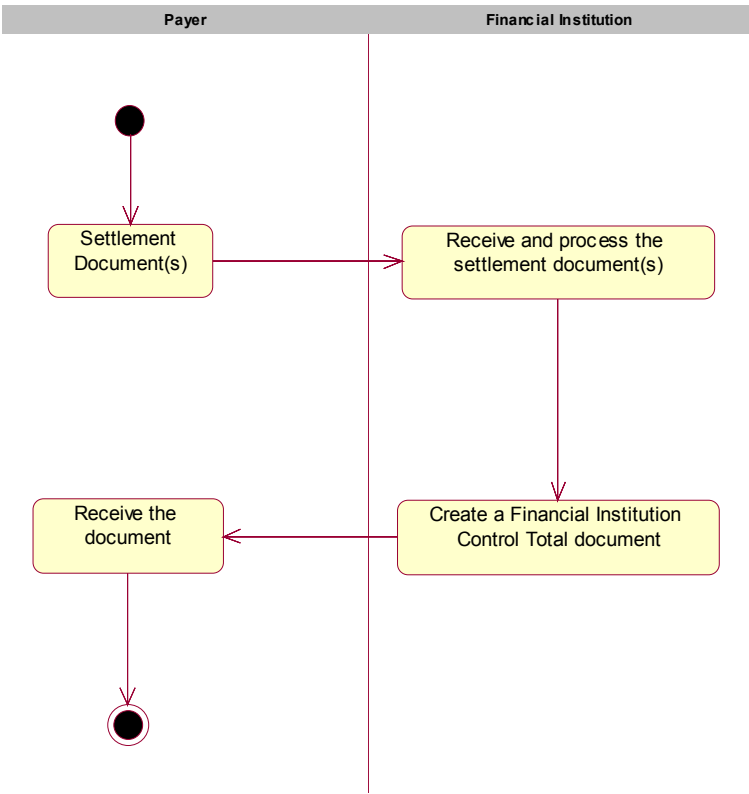 Payer
Financial Institution
Settlement
Document(s)
Receive and process the
settlement document(s)
Receive the
document
Create a Financial Institution
Control Total document